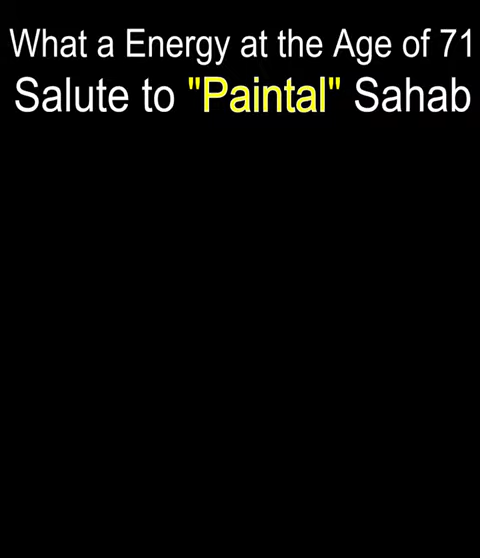 What a Energy at the Age of 71
Salute to "Paintal" Sahab